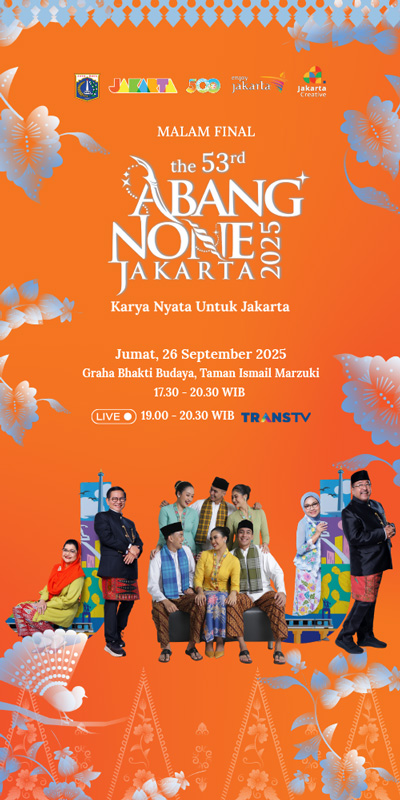 JAKARTA
500
enjoy
jakarta
Jakarta
Creative
MALAM FINAL
the 53rd
ABANG
NONE
JAKARTA
2025
Karya Nyata Untuk Jakarta
Jumat, 26 September 2025
Graha Bhakti Budaya, Taman Ismail Marzuki
17.30 - 20.30 WIB
LIVE 19.00 - 20.30 WIB TRANSTV